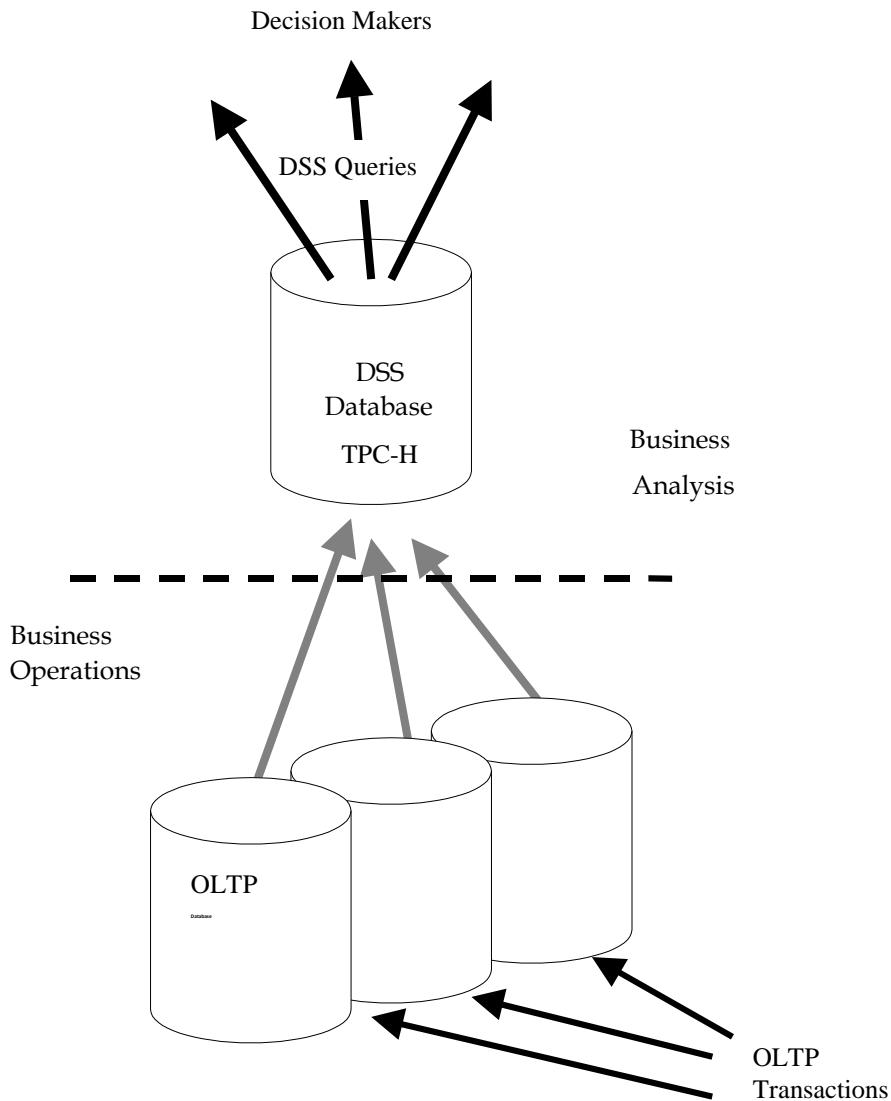 Decision Makers
DSS Queries
DSS
Database
TPC-H
Business
Analysis
Business
Operations
OLTP
Database
OLTP
Transactions